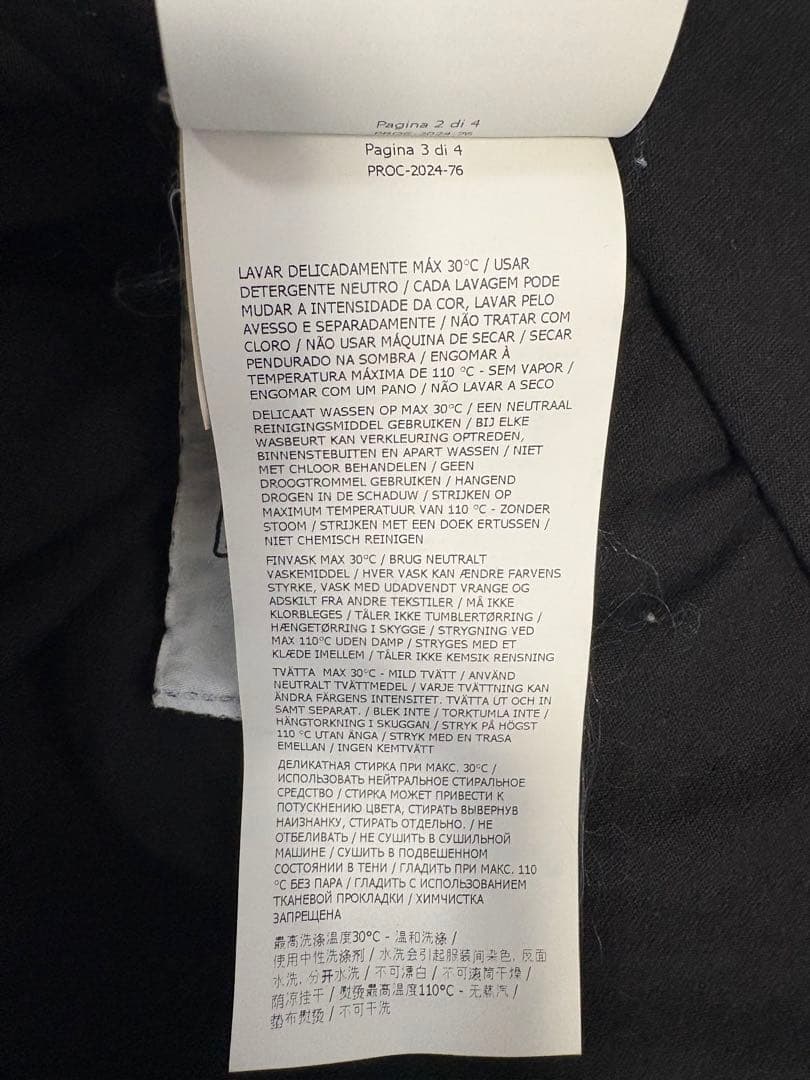 Pagina 2 di 4
PROC-2024-76
Pagina 3 di 4
PROC-2024-76
LAVAR DELICADAMENTE MÁX 30°C / USAR
DETERGENTE NEUTRO / CADA LAVAGEM PODE
MUDAR A INTENSIDADE DA COR, LAVAR PELO
AVESSO E SEPARADAMENTE / NÃO TRATAR COM
CLORO / NÃO USAR MÁQUINA DE SECAR / SECAR
PENDURADO NA SOMBRA / ENGOMAR À
TEMPERATURA MÁXIMA DE 110 °C - SEM VAPOR /
ENGOMAR COM UM PANO / NÃO LAVAR A SECO
DELICAAT WASSEN OP MAX 30°C / EEN NEUTRAAL
REINIGINGSMIDDEL GEBRUIKEN / BIJ ELKE
WASBEURT KAN VERKLEURING OPTREDEN,
BINNENSTEBUITEN EN APART WASSEN / NIET
MET CHLOOR BEHANDELEN / GEEN
DROOGTROMMEL GEBRUIKEN / HANGEND
DROGEN IN DE SCHADUW / STRIJKEN OP
MAXIMUM TEMPERATUUR VAN 110 °C - ZONDER
STOOM / STRIJKEN MET EEN DOEK ERTUSSEN /
NIET CHEMISCH REINIGEN
FINVASK MAX 30°C / BRUG NEUTRALT
VASKEMIDDEL / HVER VASK KAN ÆNDRE FARVENS
STYRKE, VASK MED UDADVENDT VRANGE OG
ADSKILT FRA ANDRE TEKSTILER / MÅ IKKE
KLORBLEGES / TÅLER IKKE TUMBLERTØRRING /
HÆNGETØRRING I SKYGGE / STRYGNING VED
MAX 110°C UDEN DAMP / STRYGES MED ET
KLÆDE IMELLEM / TÅLER IKKE KEMSIK RENSNING
TVÄTTA MAX 30°C - MILD TVÄTT / ANVÄND
NEUTRALT TVÄTTMEDEL / VARJE TVÄTTNING KAN
ÄNDRA FÄRGENS INTENSITET. TVÄTTA UT OCH IN
SAMT SEPARAT. / BLEK INTE / TORKTUMLA INTE /
HÄNGTORKNING I SKUGGAN / STRYK PÅ HÖGST
110 °C UTAN ÅNGA / STRYK MED EN TRASA
EMELLAN / INGEN KEMTVÄTT
ДЕЛИКАТНАЯ СТИРКА ПРИ МАКС. 30°C /
ИСПОЛЬЗОВАТЬ НЕЙТРАЛЬНОЕ СТИРАЛЬНОЕ
СРЕДСТВО / СТИРКА МОЖЕТ ПРИВЕСТИ К
ПОТУСКНЕНИЮ ЦВЕТА, СТИРАТЬ ВЫВЕРНУВ
НАИЗНАНКУ, СТИРАТЬ ОТДЕЛЬНО. / НЕ
ОТБЕЛИВАТЬ / НЕ СУШИТЬ В СУШИЛЬНОЙ
МАШИНЕ / СУШИТЬ В ПОДВЕШЕННОМ
СОСТОЯНИИ В ТЕНИ / ГЛАДИТЬ ПРИ МАКС. 110
°C БЕЗ ПАРА / ГЛАДИТЬ С ИСПОЛЬЗОВАНИЕМ
ТКАНЕВОЙ ПРОКЛАДКИ / ХИМЧИСТКА
ЗАПРЕЩЕНА
最高洗涤温度30°C - 温和洗涤 /
使用中性洗涤剂 / 水洗会引起服装间染色, 反面
水洗, 分开水洗 / 不可漂白 / 不可滚筒干燥 /
荫凉挂干 / 熨烫最高温度110°C - 无蒸汽 /
垫布熨烫 / 不可干洗